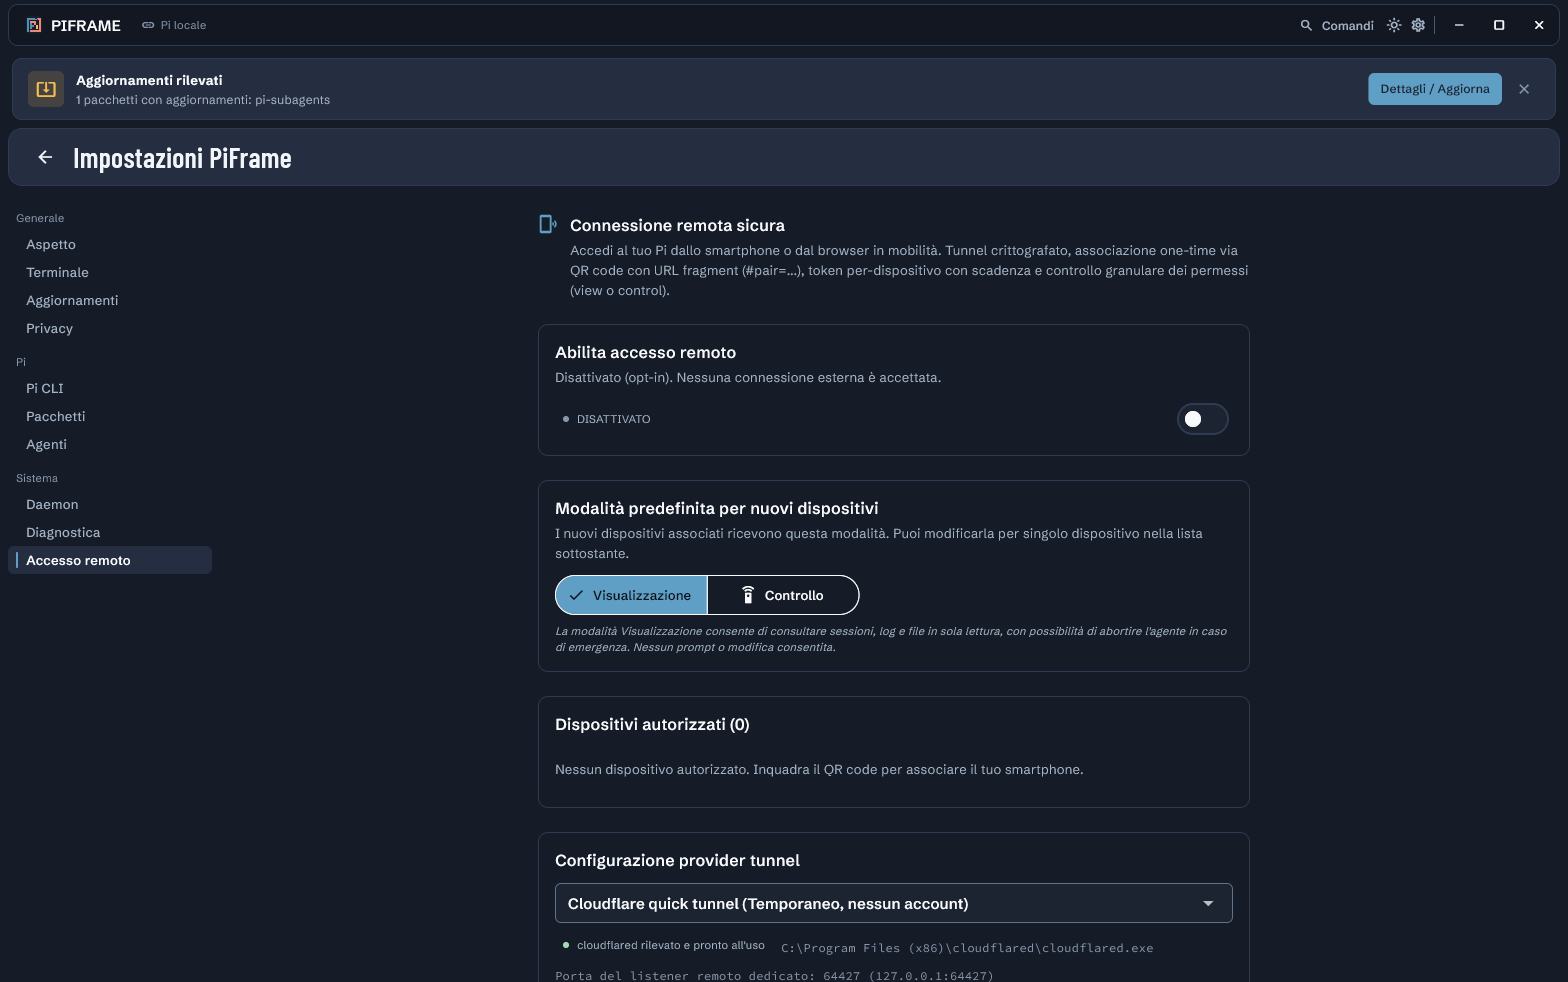 PIFRAME
Pi locale
Comandi
Aggiornamenti rilevati
1 pacchetti con aggiornamenti: pi-subagents
Dettagli / Aggiorna
Impostazioni PiFrame
Generale
Aspetto
Terminale
Aggiornamenti
Privacy
Pi
Pi CLI
Pacchetti
Agenti
Sistema
Daemon
Diagnostica
Accesso remoto
Connessione remota sicura
Accedi al tuo Pi dallo smartphone o dal browser in mobilità. Tunnel crittografato, associazione one-time via
QR code con URL fragment (#pair=...), token per-dispositivo con scadenza e controllo granulare dei permessi
(view o control).
Abilita accesso remoto
Disattivato (opt-in). Nessuna connessione esterna è accettata.
DISATTIVATO
Modalità predefinita per nuovi dispositivi
I nuovi dispositivi associati ricevono questa modalità. Puoi modificarla per singolo dispositivo nella lista
sottostante.
Visualizzazione
Controllo
La modalità Visualizzazione consente di consultare sessioni, log e file in sola lettura, con possibilità di abortire l'agente in caso
di emergenza. Nessun prompt o modifica consentita.
Dispositivi autorizzati (0)
Nessun dispositivo autorizzato. Inquadra il QR code per associare il tuo smartphone.
Configurazione provider tunnel
Cloudflare quick tunnel (Temporaneo, nessun account)
cloudflared rilevato e pronto all'uso
C:\Program Files (x86)\cloudflared\cloudflared.exe
Porta del listener remoto dedicato: 64427 (127.0.0.1:64427)